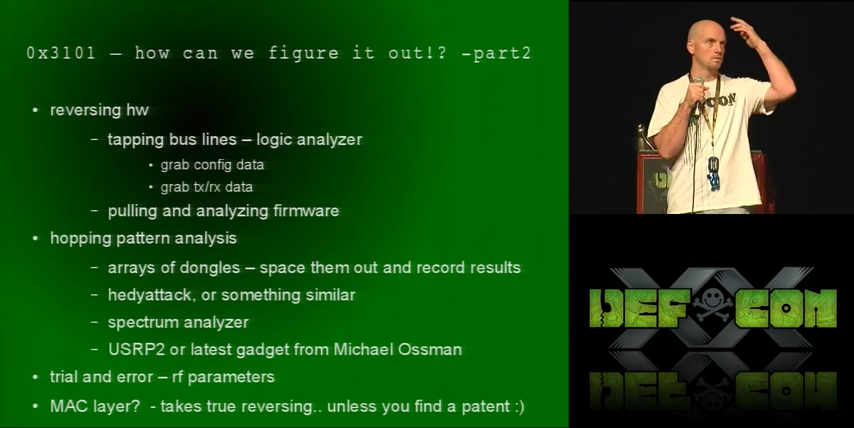 0x3101 – how can we figure it out!? -part2
• reversing hw
– tapping bus lines – logic analyzer
• grab config data
• grab tx/rx data
– pulling and analyzing firmware
• hopping pattern analysis
– arrays of dongles – space them out and record results
– hedyattack, or something similar
– spectrum analyzer
– USRP2 or latest gadget from Michael Ossman
• trial and error – rf parameters
• MAC layer? - takes true reversing.. unless you find a patent :)
XX
DEF CON